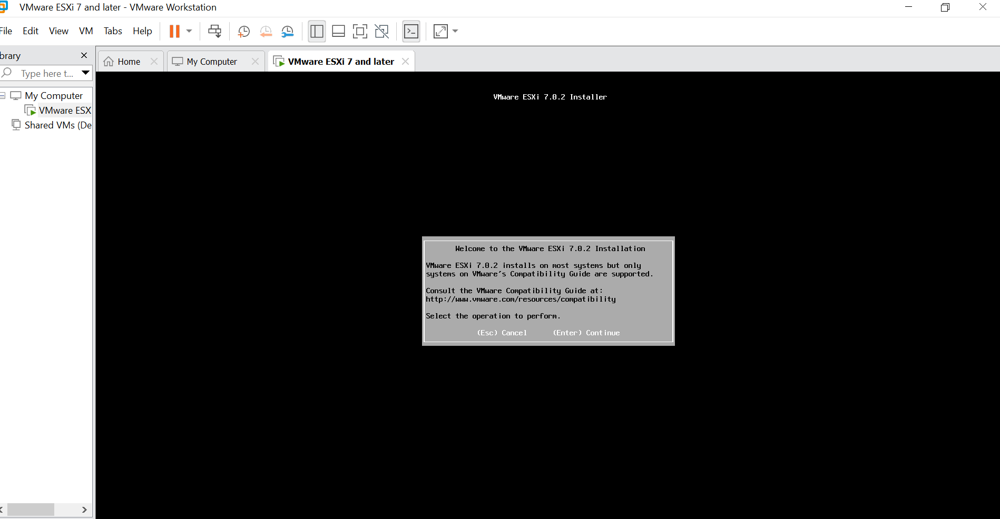 VMware ESXi 7 and later - VMware Workstation
File Edit View VM Tabs Help
brary
Type here t...
My Computer
VMware ESX
Shared VMs (De
Home
My Computer
VMware ESXi 7 and later
VMware ESXi 7.0.2 Installer
Welcome to the VMware ESXi 7.0.2 Installation
VMware ESXi 7.0.2 installs on most systems but only
systems on VMware's Compatibility Guide are supported.
Consult the VMware Compatibility Guide at:
http://www.vmware.com/resources/compatibility
Select the operation to perform.
(Esc) Cancel (Enter) Continue